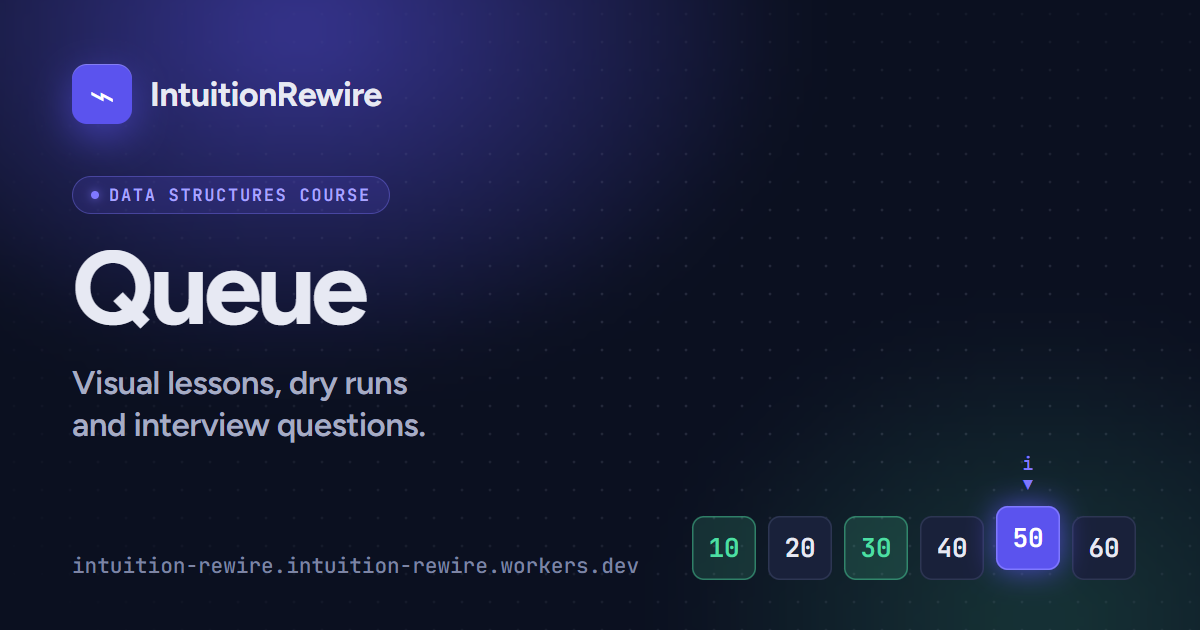 IntuitionRewire
DATA STRUCTURES COURSE
Queue
Visual lessons, dry runs
and interview questions.
i
10 20 30 40 50 60
intuition-rewire.intuition-rewire.workers.dev